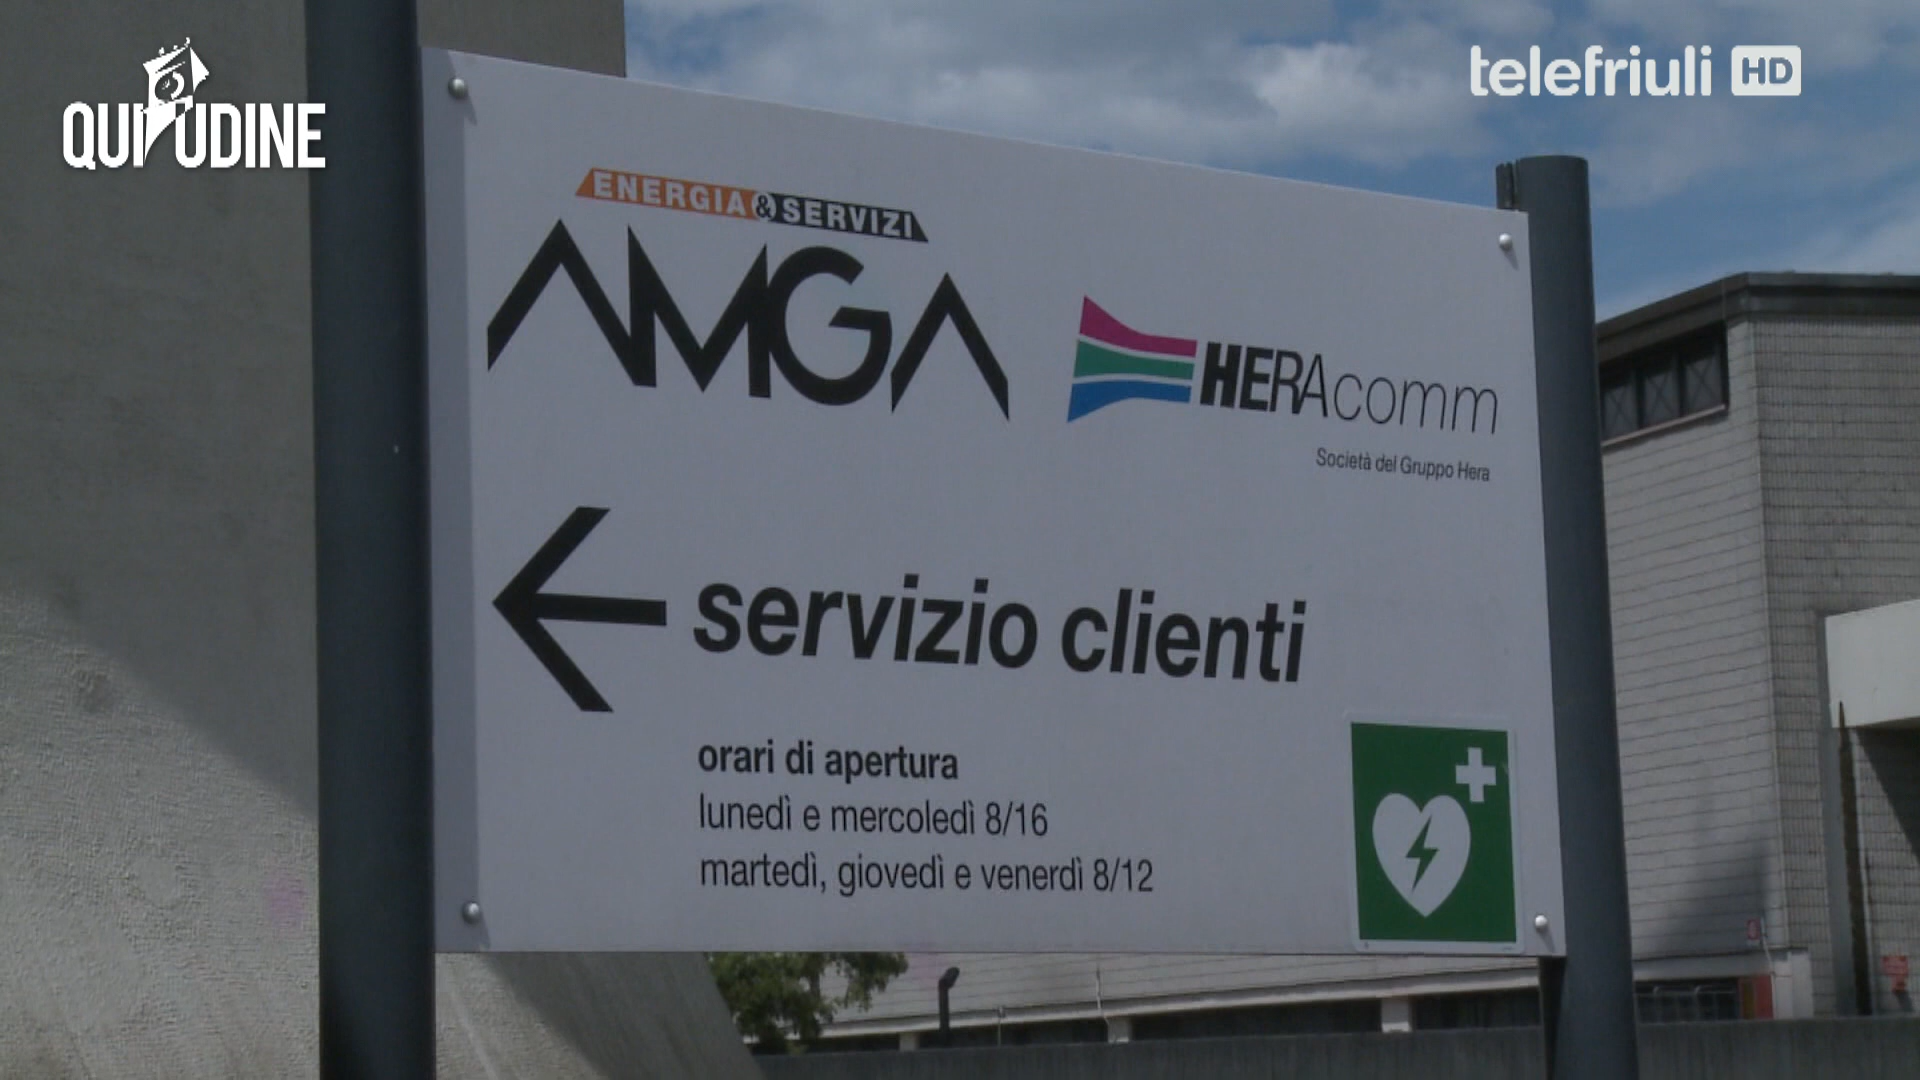 QUI UDINE
telefriuli HD
ENERGIA & SERVIZI
AMGA
HERAcomm
Società del Gruppo Hera
servizio clienti
orari di apertura
lunedì e mercoledì 8/16
martedì, giovedì e venerdì 8/12